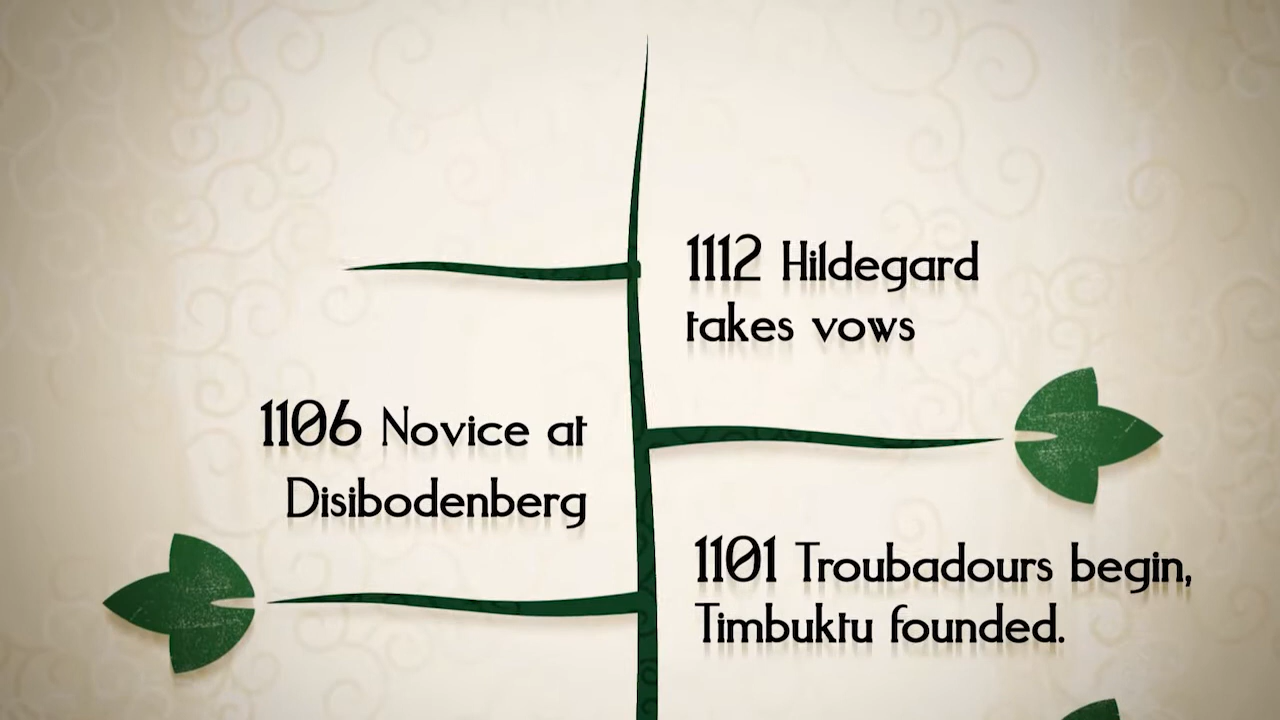 1112 Hildegard
takes vows
1106 Novice at
Disibodenberg
1101 Troubadours begin,
Timbuktu founded.